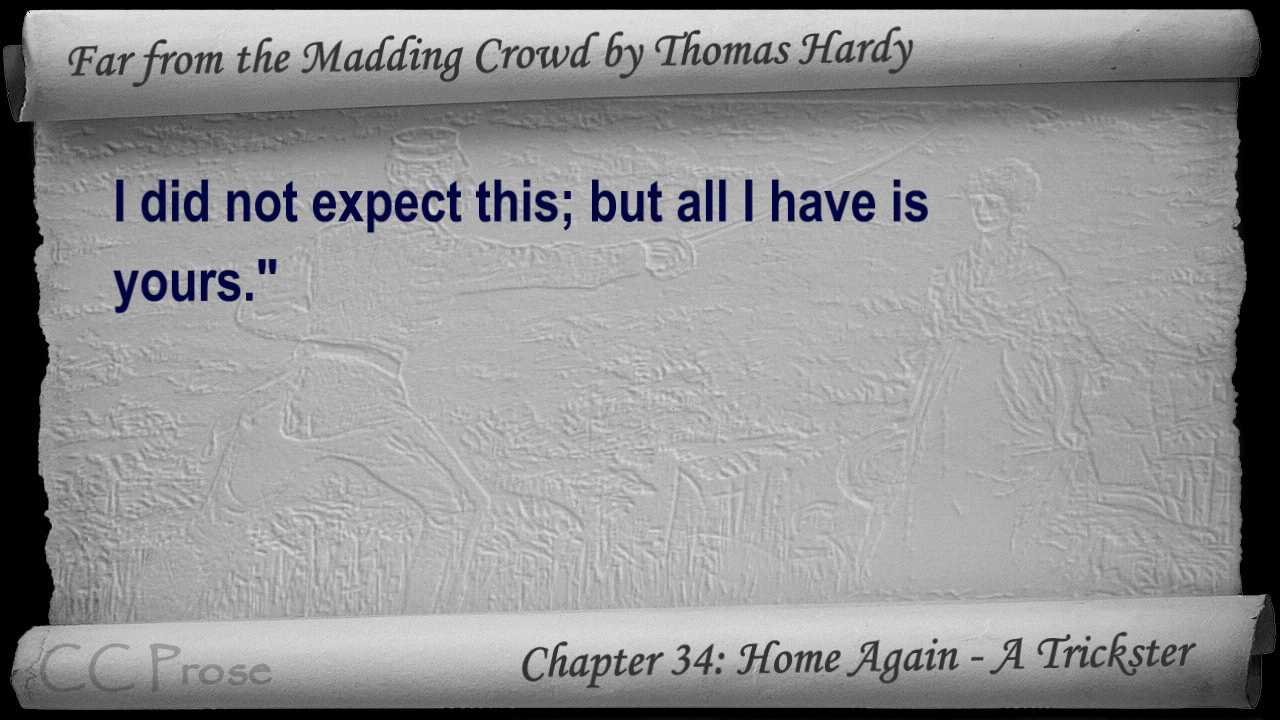 Far from the Madding Crowd by Thomas Hardy
I did not expect this; but all I have is
yours."
CC Prose
Chapter 34: Home Again - A Trickster